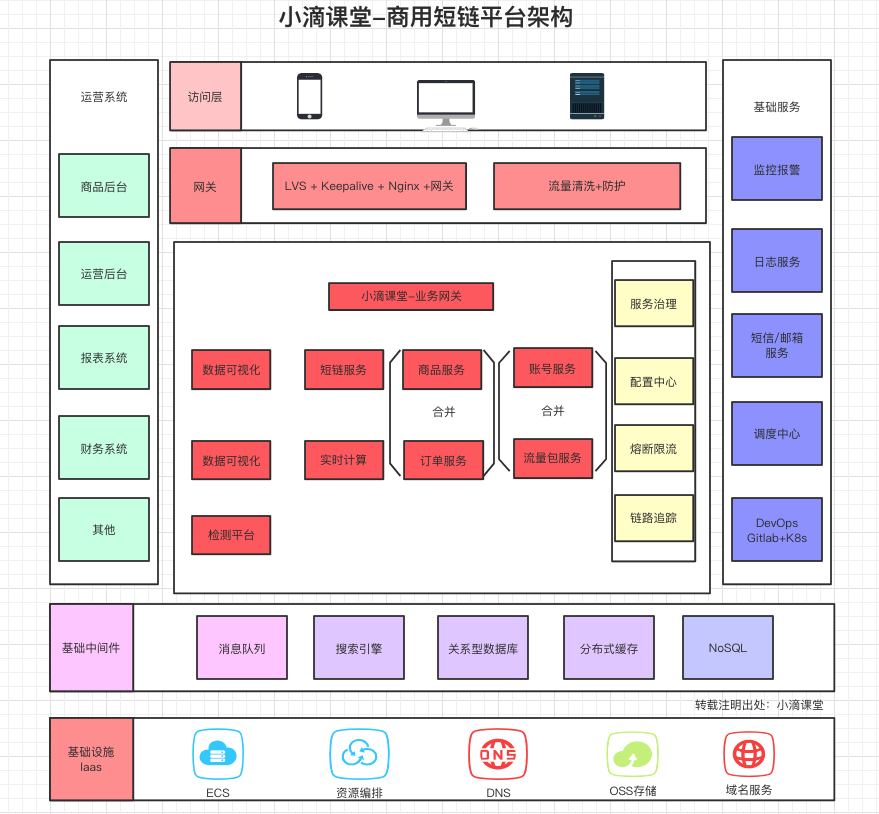 小滴课堂-商用短链平台架构
运营系统
商品后台
运营后台
报表系统
财务系统
其他
访问层
网关
LVS + Keepalive + Nginx +网关
流量清洗+防护
小滴课堂-业务网关
数据可视化
短链服务
商品服务
账号服务
合并
合并
数据可视化
实时计算
订单服务
流量包服务
检测平台
服务治理
配置中心
熔断限流
链路追踪
基础服务
监控报警
日志服务
短信/邮箱
服务
调度中心
DevOps
Gitlab+K8s
基础中间件
消息队列
搜索引擎
关系型数据库
分布式缓存
NoSQL
转载注明出处：小滴课堂
基础设施
Iaas
DNS
ECS
资源编排
DNS
OSS存储
域名服务